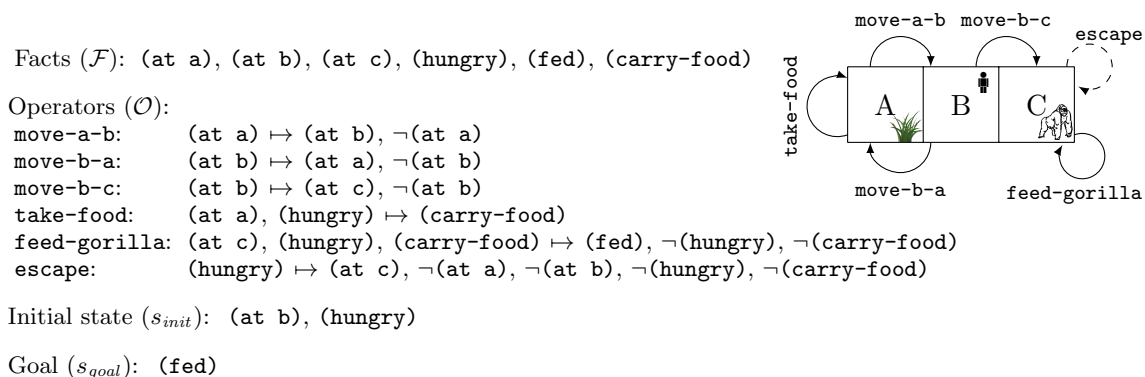 Facts (ℱ): (at a), (at b), (at c), (hungry), (fed), (carry-food)
Operators (𝒪):
move-a-b: (at a) ↦ (at b), ¬(at a)
move-b-a: (at b) ↦ (at a), ¬(at b)
move-b-c: (at b) ↦ (at c), ¬(at b)
take-food: (at a), (hungry) ↦ (carry-food)
feed-gorilla: (at c), (hungry), (carry-food) ↦ (fed), ¬(hungry), ¬(carry-food)
escape: (hungry) ↦ (at c), ¬(at a), ¬(at b), ¬(hungry), ¬(carry-food)
Initial state (s_init): (at b), (hungry)
Goal (s_goal): (fed)
move-a-b move-b-c
escape
take-food
A B C
move-b-a feed-gorilla